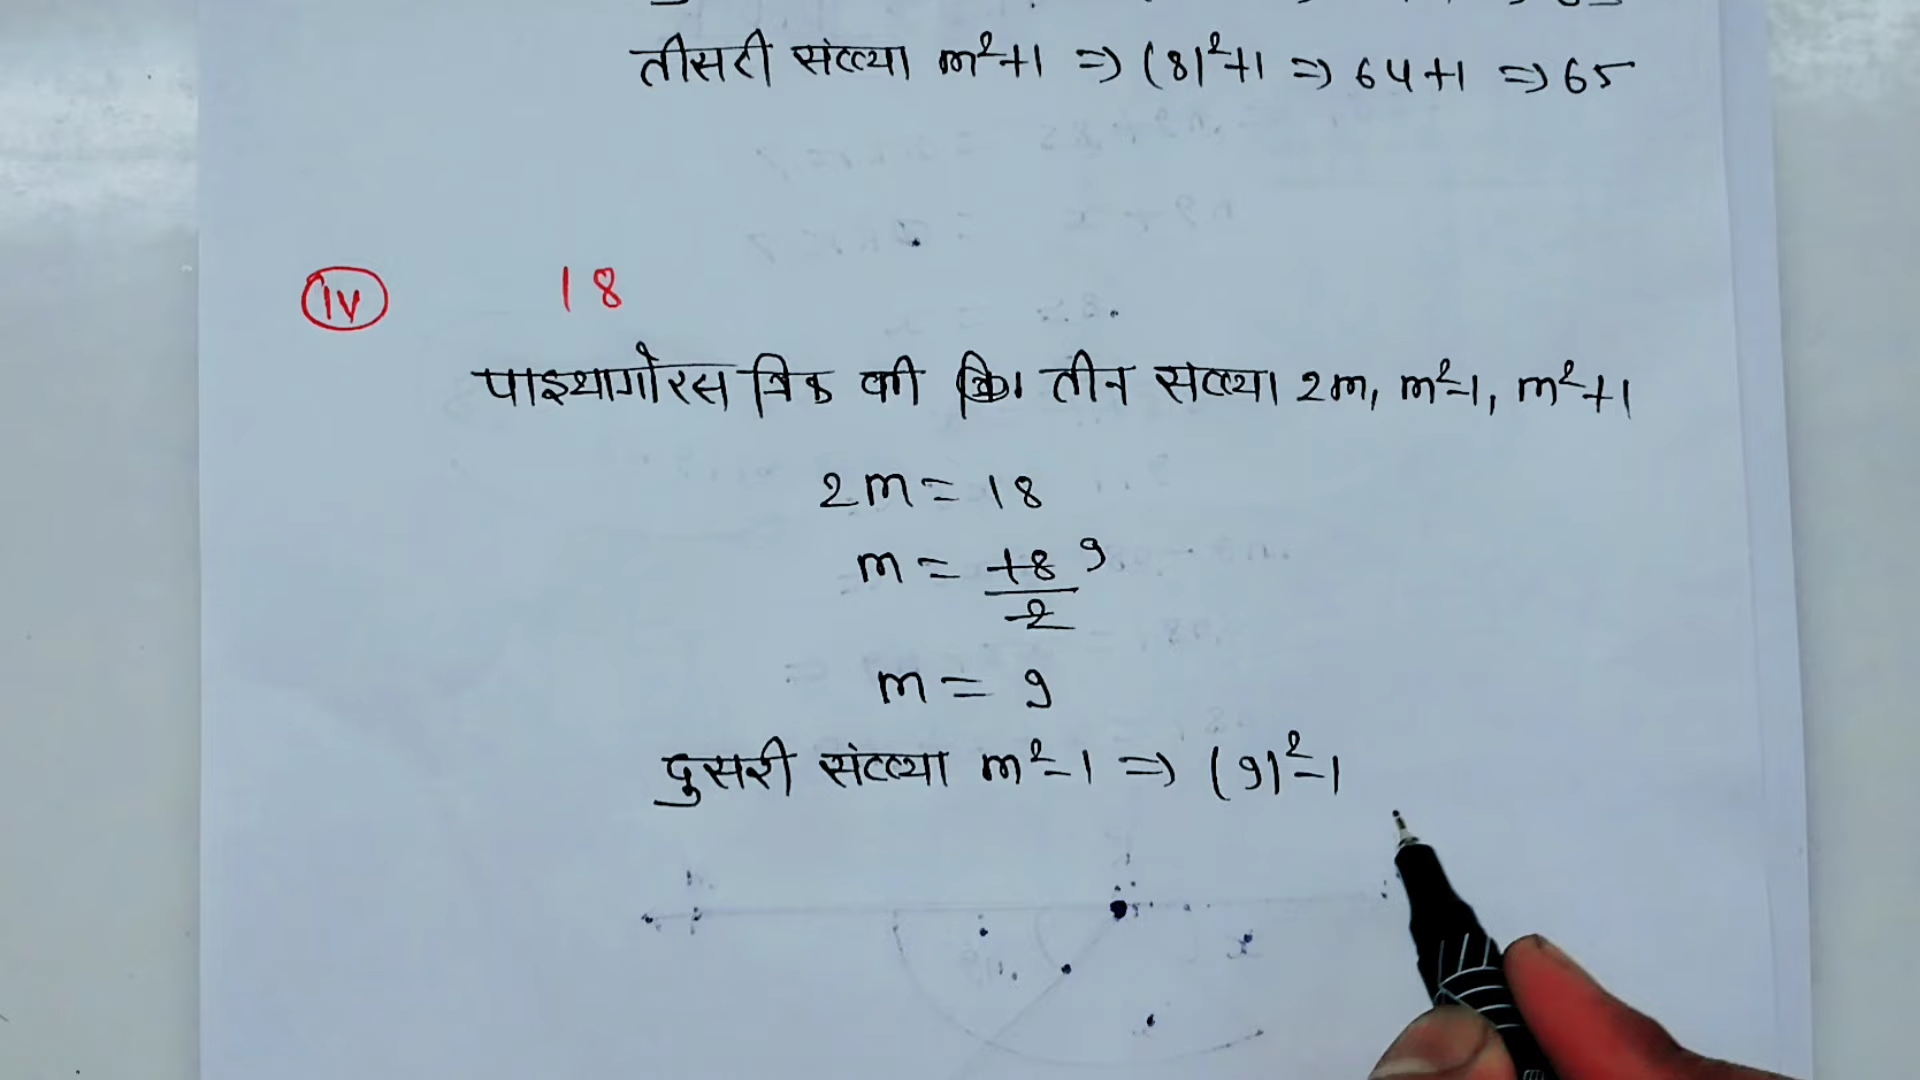 तीसरी संख्या m²+1 => (8)²+1 => 64+1 => 65
(iv) 18
पाइथागोरस त्रिक की तीन संख्या 2m, m²-1, m²+1
2m = 18
m = 18/2 9
m = 9
दुसरी संख्या m²-1 => (9)²-1